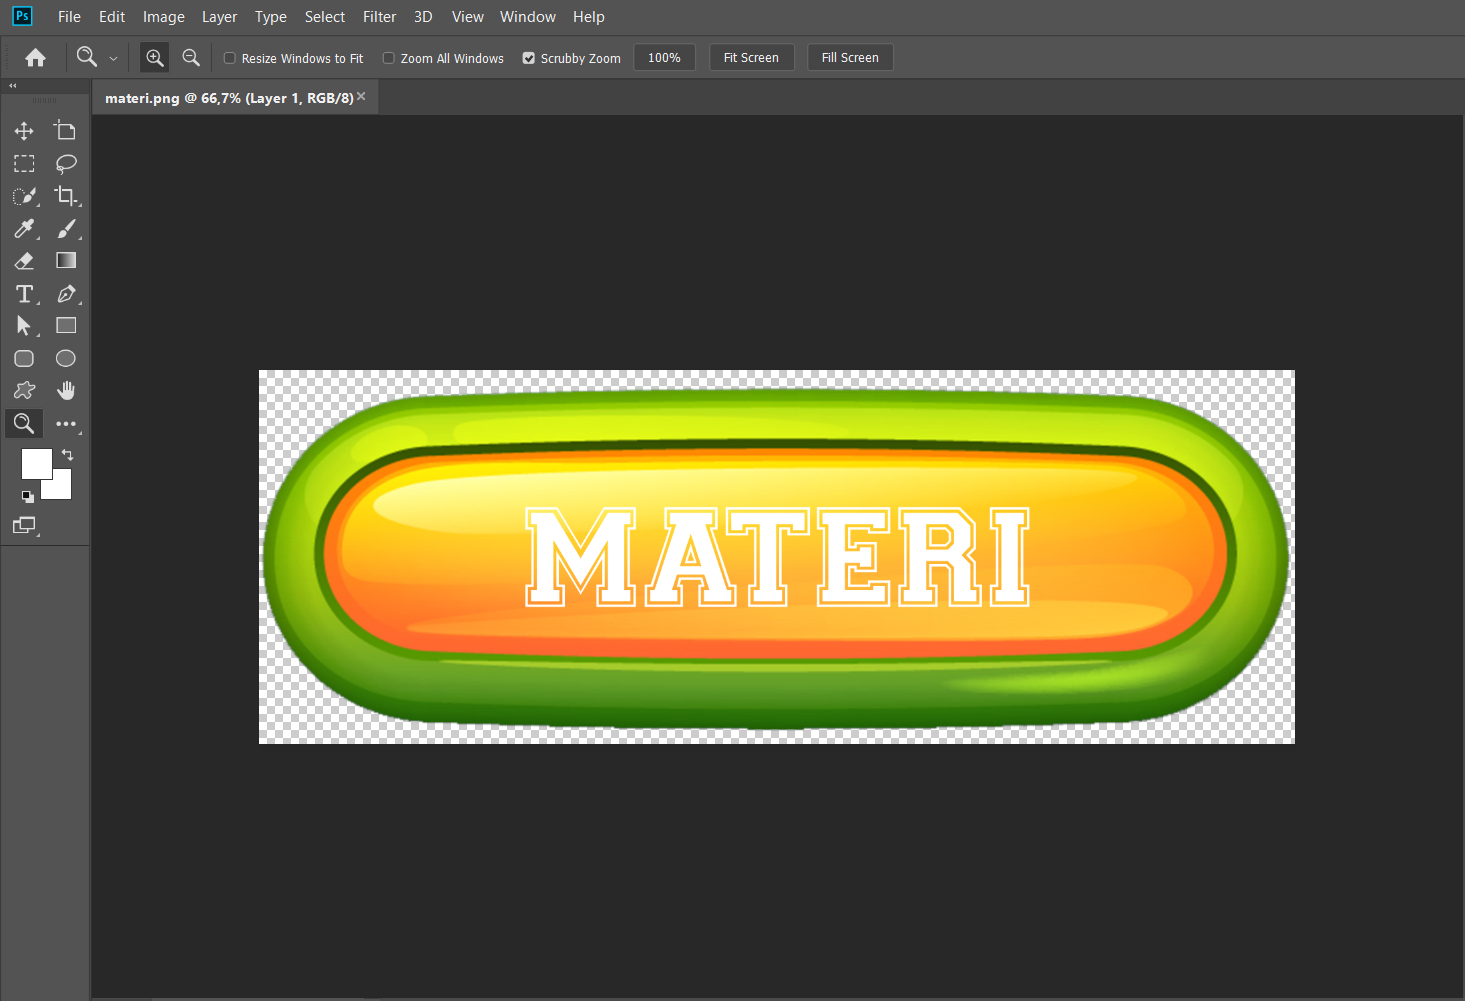 Ps File Edit Image Layer Type Select Filter 3D View Window Help
Resize Windows to Fit Zoom All Windows Scrubby Zoom 100% Fit Screen Fill Screen
materi.png @ 66,7% (Layer 1, RGB/8)
MATERI